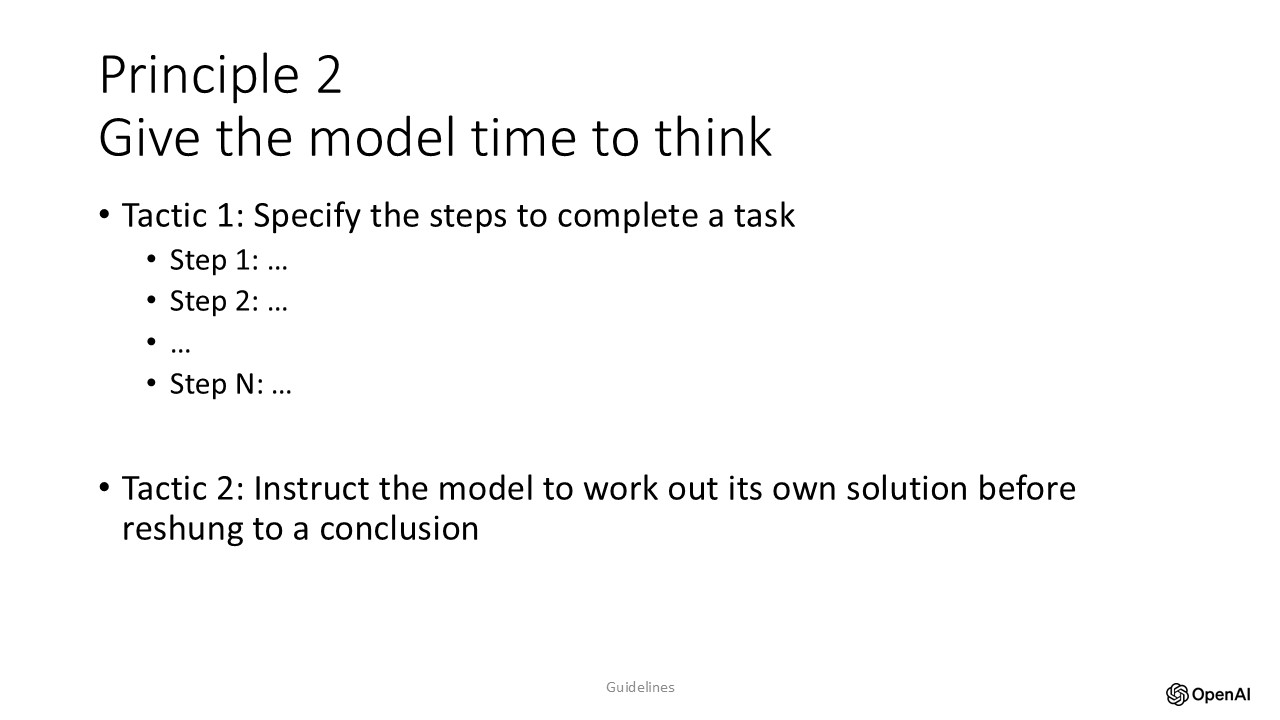 Principle 2
Give the model time to think
• Tactic 1: Specify the steps to complete a task
• Step 1: …
• Step 2: …
• …
• Step N: …
• Tactic 2: Instruct the model to work out its own solution before
reshung to a conclusion
Guidelines
OpenAI